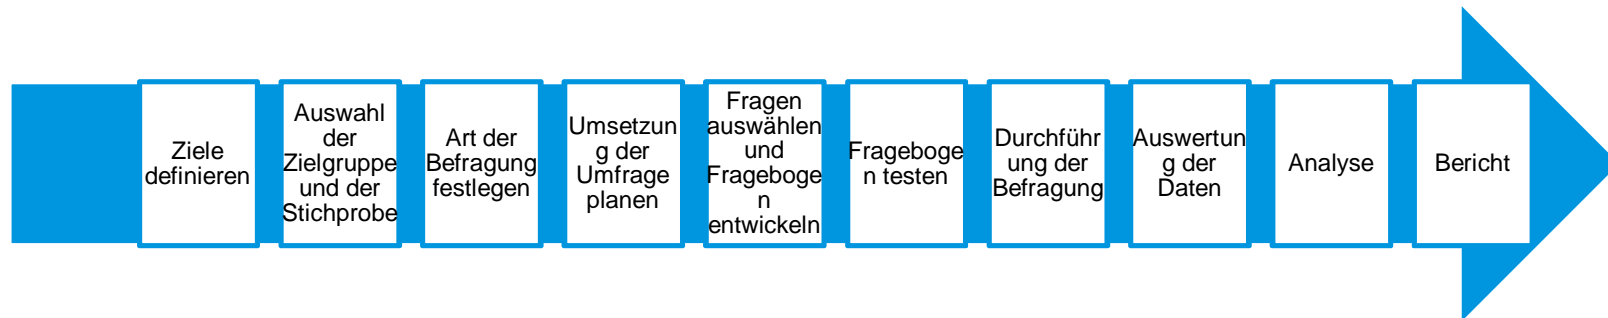 Ziele
definieren
Auswahl
der
Zielgruppe
und der
Stichprobe
Art der
Befragung
festlegen
Umsetzun
g der
Umfrage
planen
Fragen
auswählen
und
Frageboge
n
entwickeln
Frageboge
n testen
Durchführ
ung der
Befragung
Auswertun
g der
Daten
Analyse
Bericht